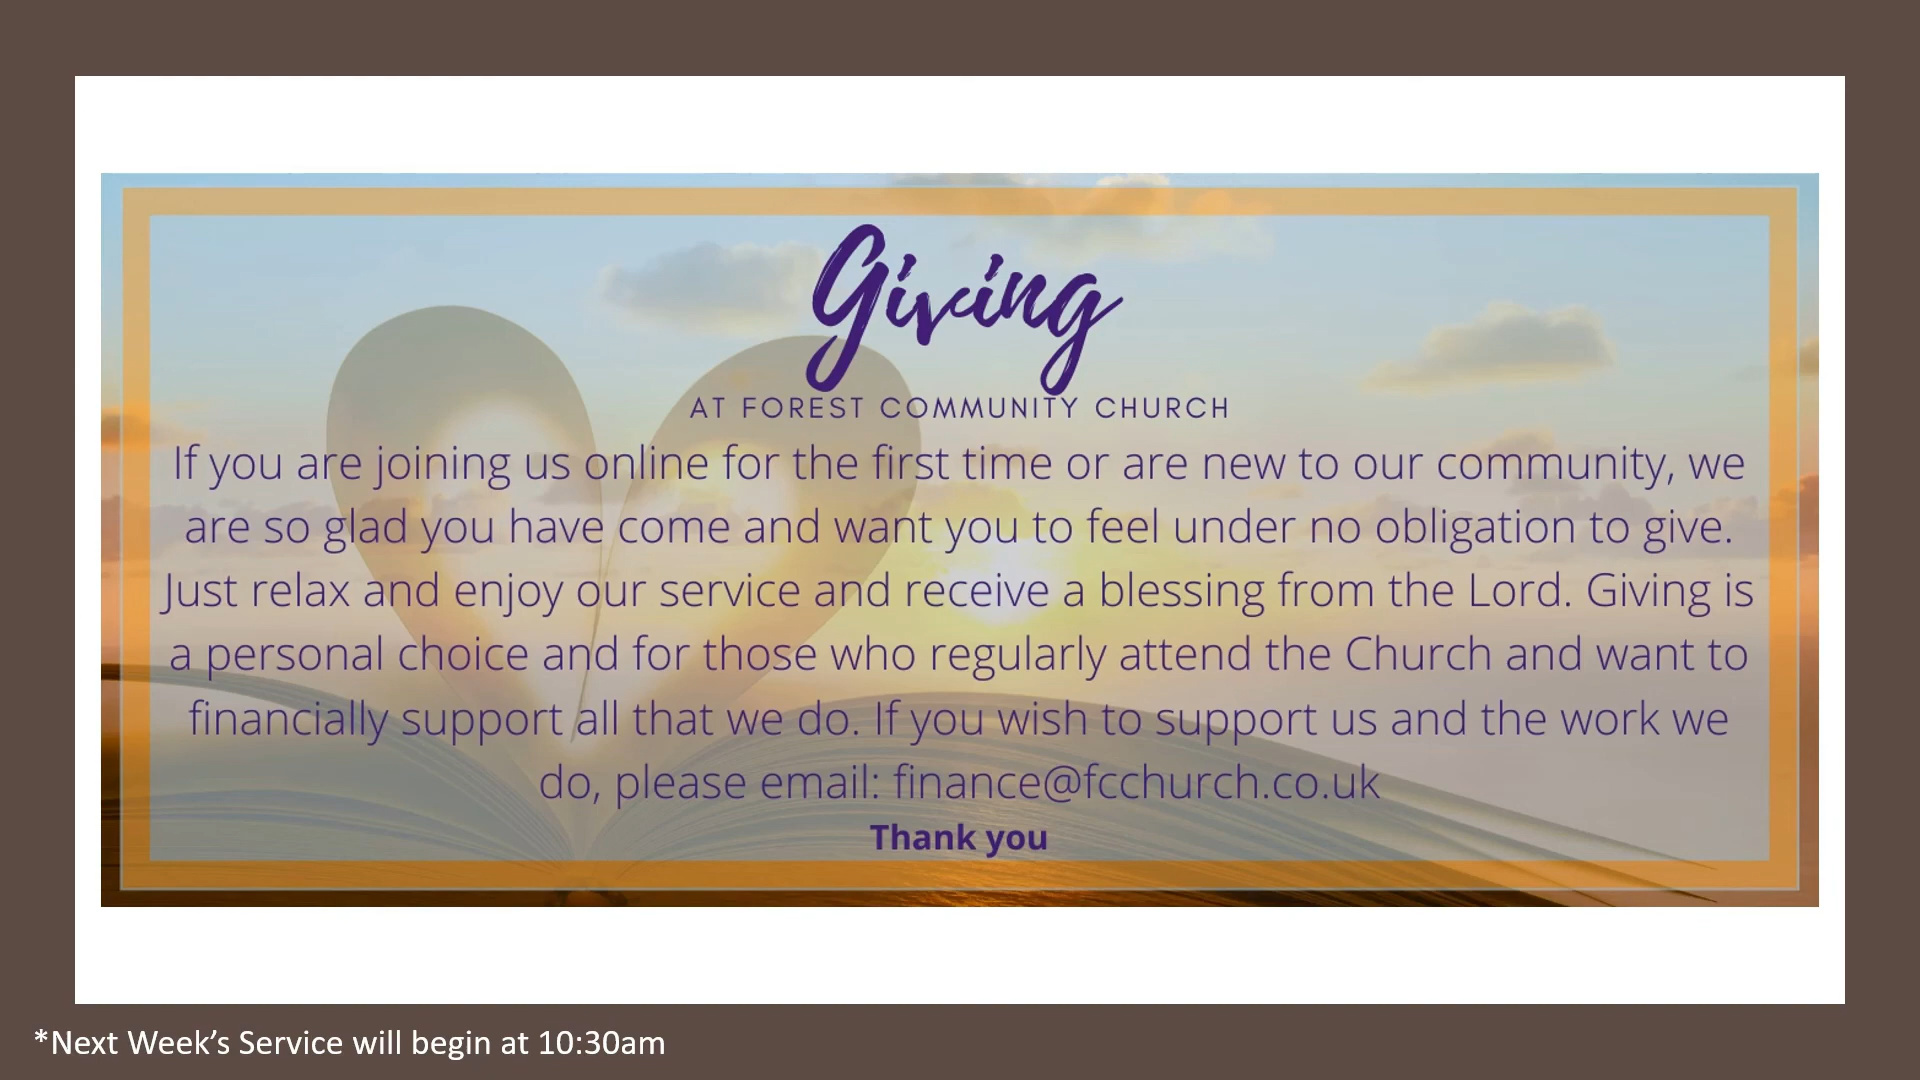 Giving
AT FOREST COMMUNITY CHURCH
If you are joining us online for the first time or are new to our community, we
are so glad you have come and want you to feel under no obligation to give.
Just relax and enjoy our service and receive a blessing from the Lord. Giving is
a personal choice and for those who regularly attend the Church and want to
financially support all that we do. If you wish to support us and the work we
do, please email: finance@fcchurch.co.uk
Thank you
*Next Week’s Service will begin at 10:30am